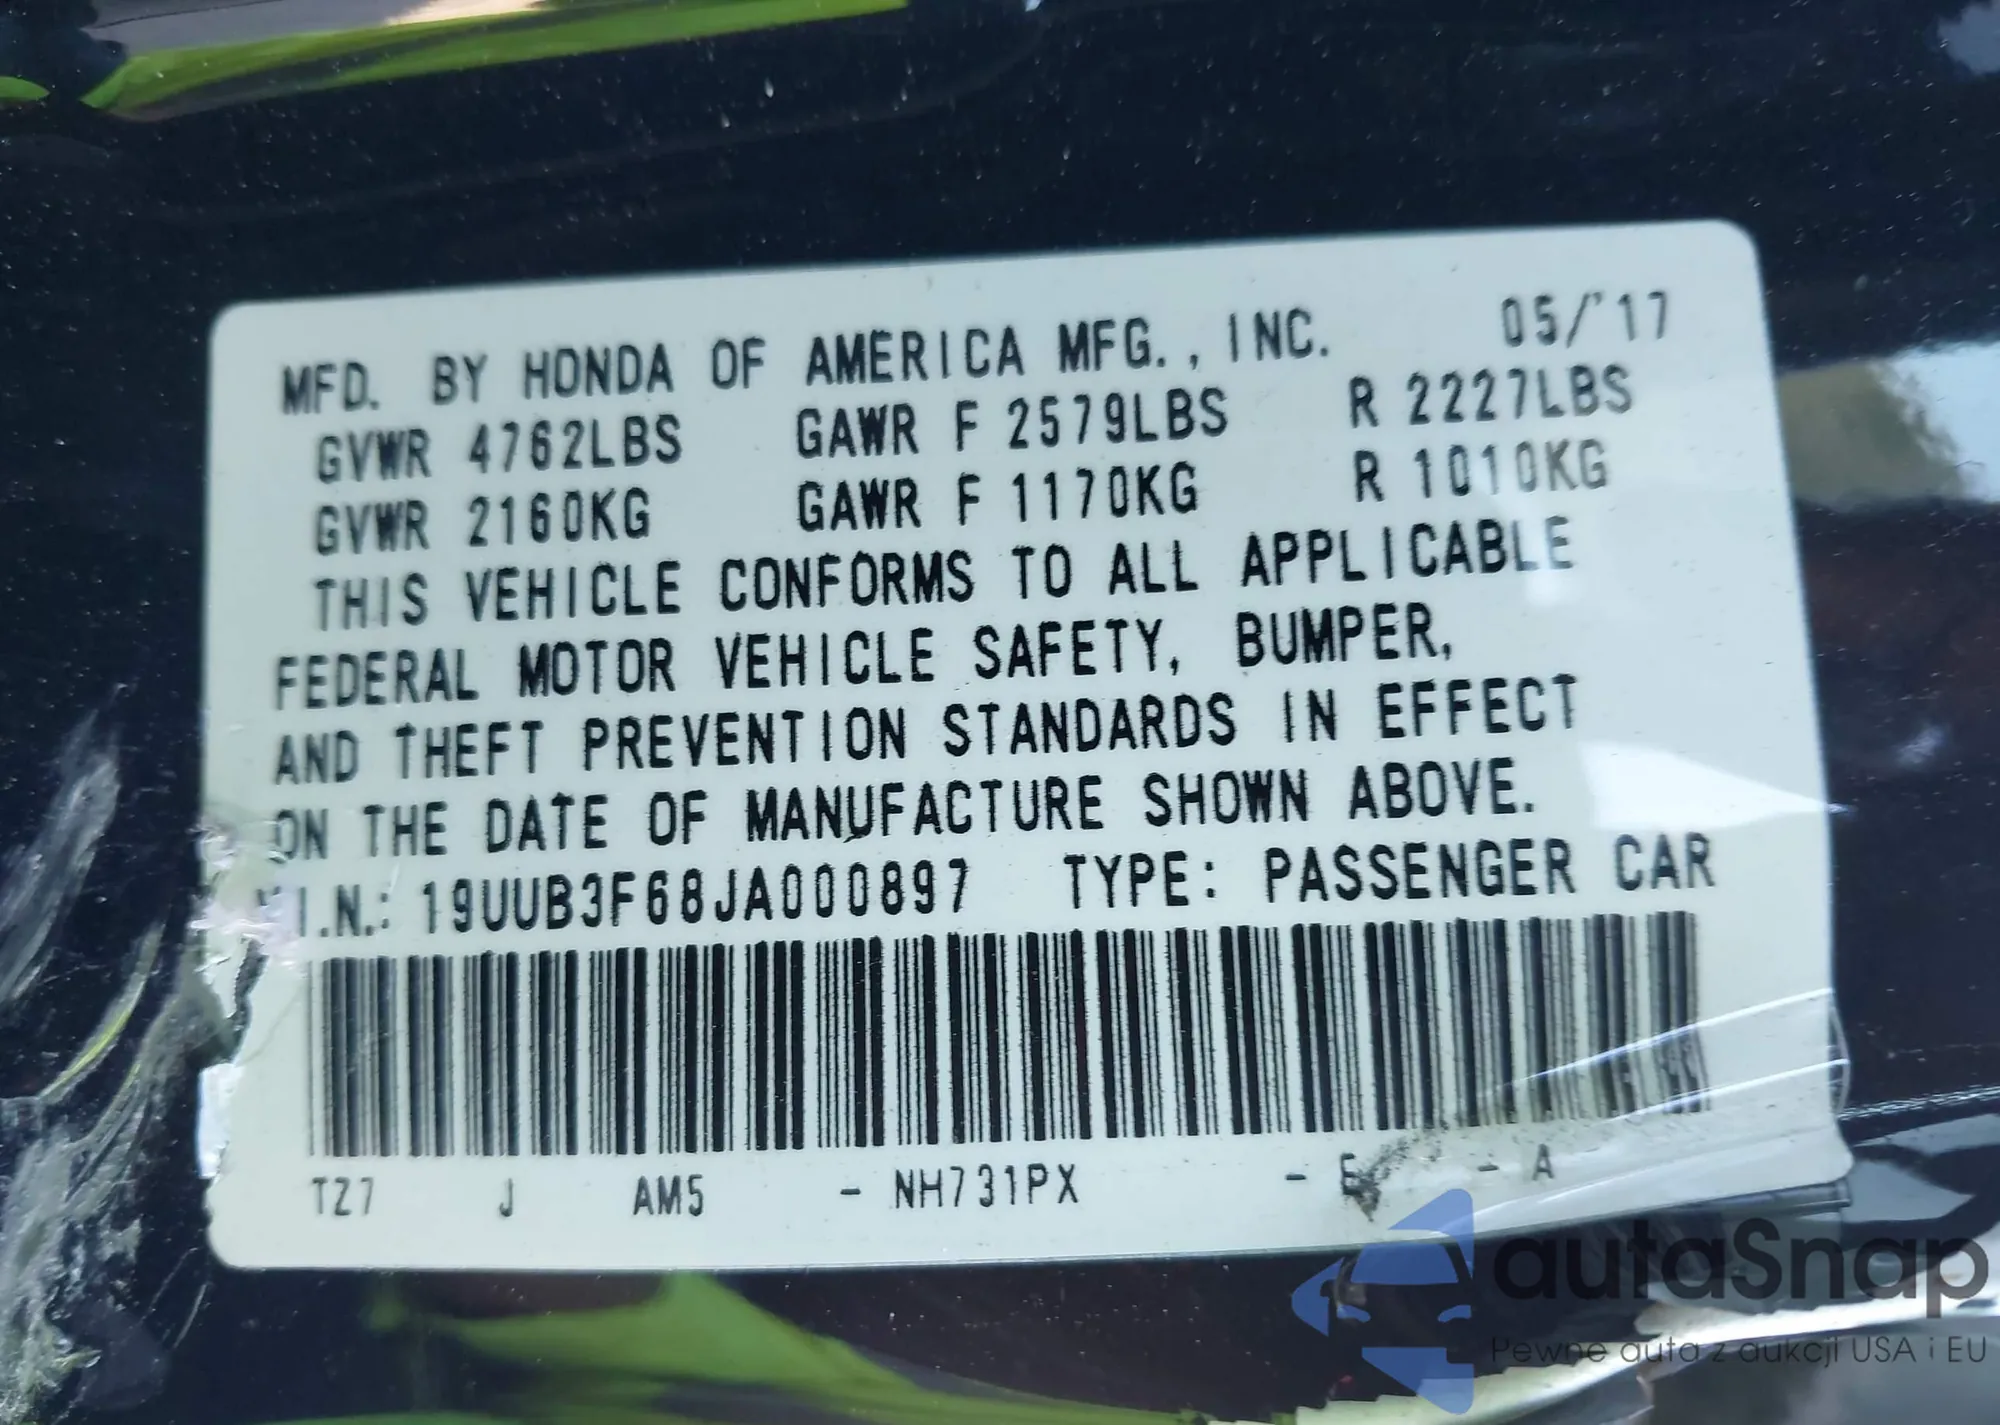 MFD. BY HONDA OF AMERICA MFG., INC. 05/'17
GVWR 4762LBS GAWR F 2579LBS R 2227LBS
GVWR 2160KG GAWR F 1170KG R 1010KG
THIS VEHICLE CONFORMS TO ALL APPLICABLE
FEDERAL MOTOR VEHICLE SAFETY, BUMPER,
AND THEFT PREVENTION STANDARDS IN EFFECT
ON THE DATE OF MANUFACTURE SHOWN ABOVE.
V.I.N.: 19UUB3F68JA000897 TYPE: PASSENGER CAR
TZ7 J AM5 - NH731PX - E - A
autaSnap
Pewne auta z aukcji USA i EU